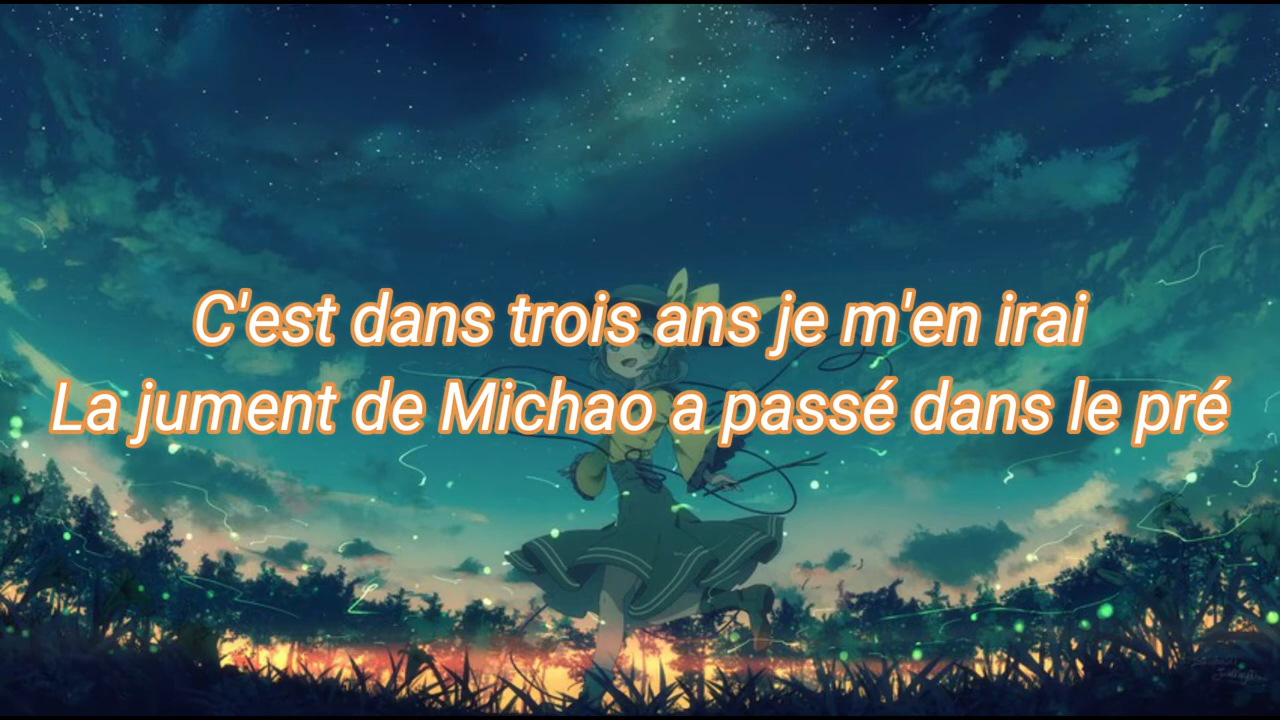 C'est dans trois ans je m'en irai
La jument de Michao a passé dans le pré